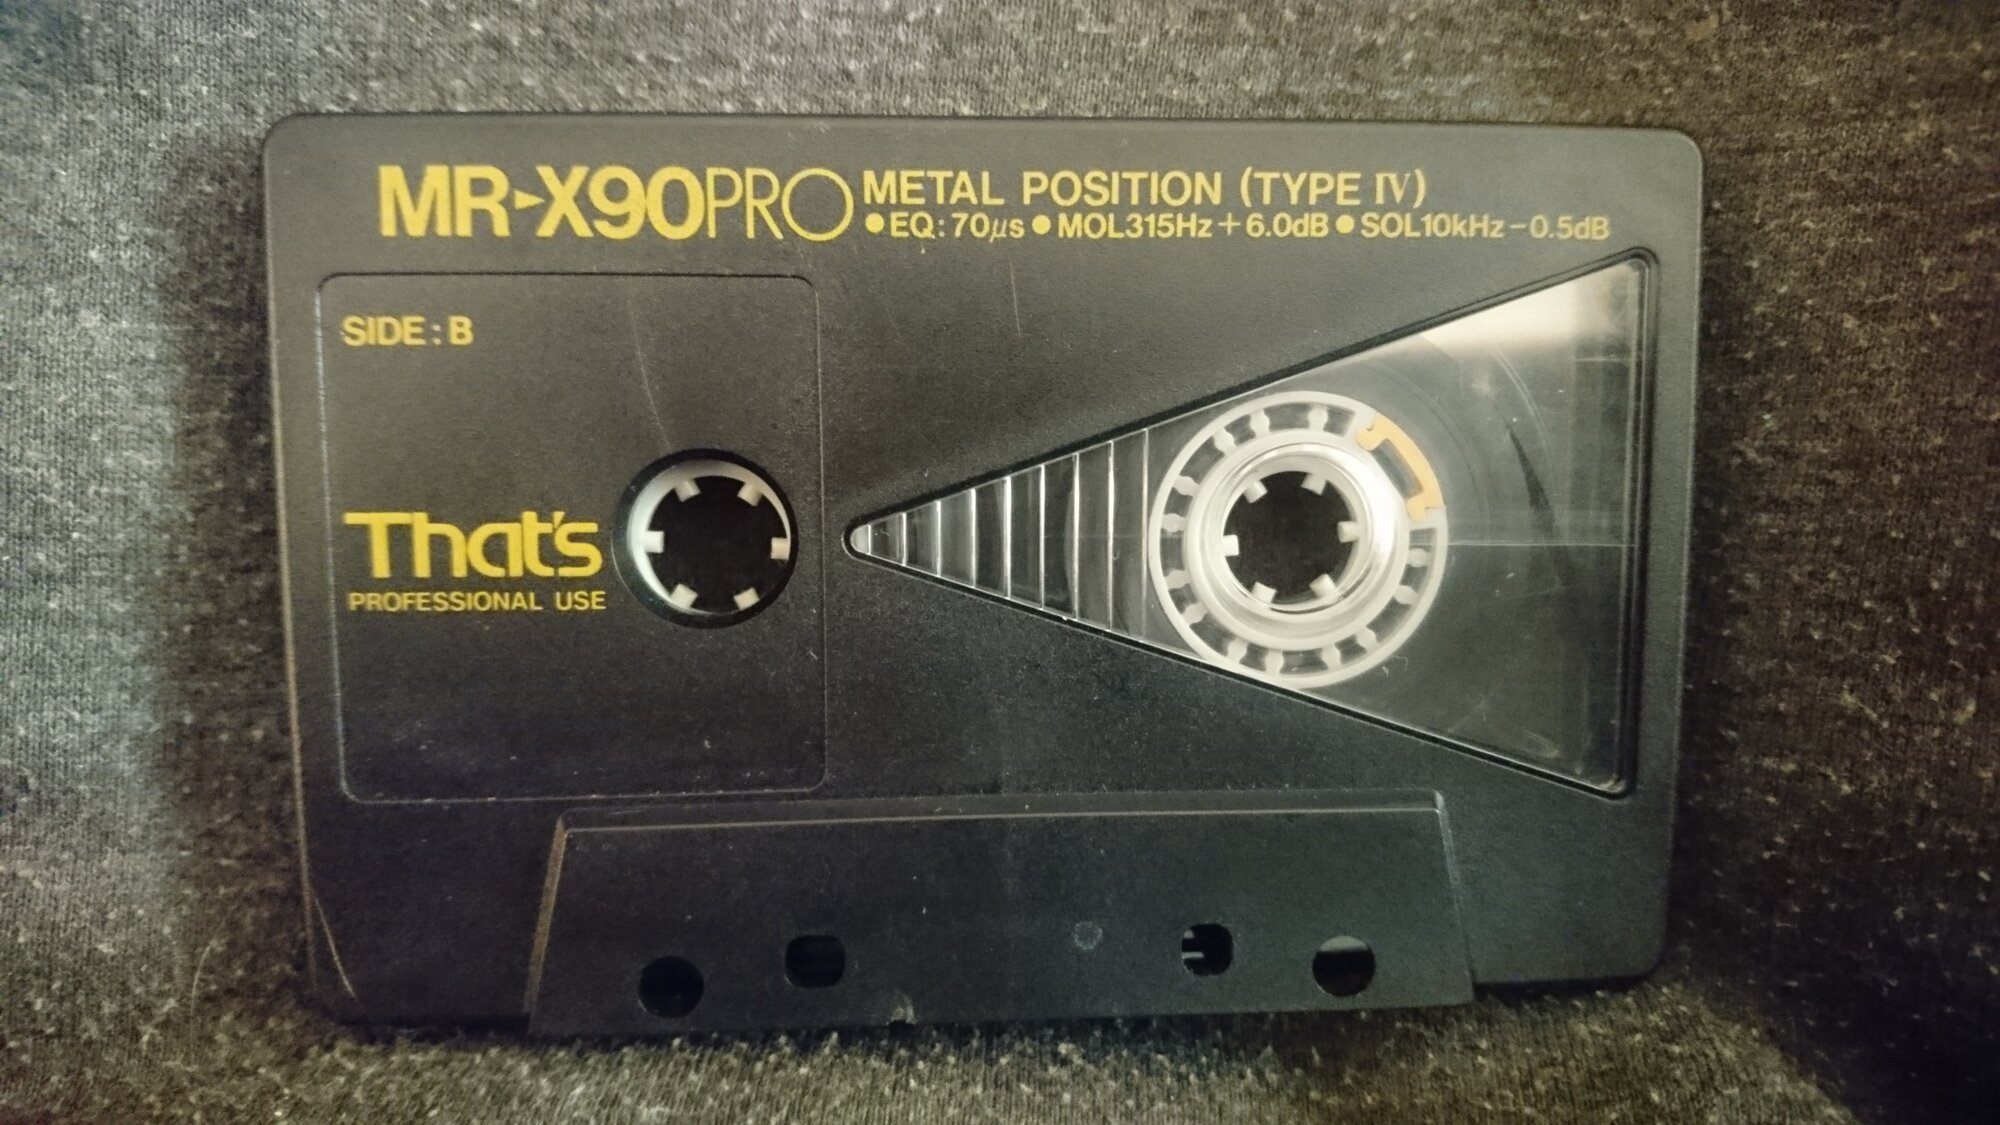 MR-X90PRO METAL POSITION (TYPE IV)
●EQ: 70μs ●MOL315Hz+6.0dB ●SOL10kHz-0.5dB
SIDE : B
That's
PROFESSIONAL USE